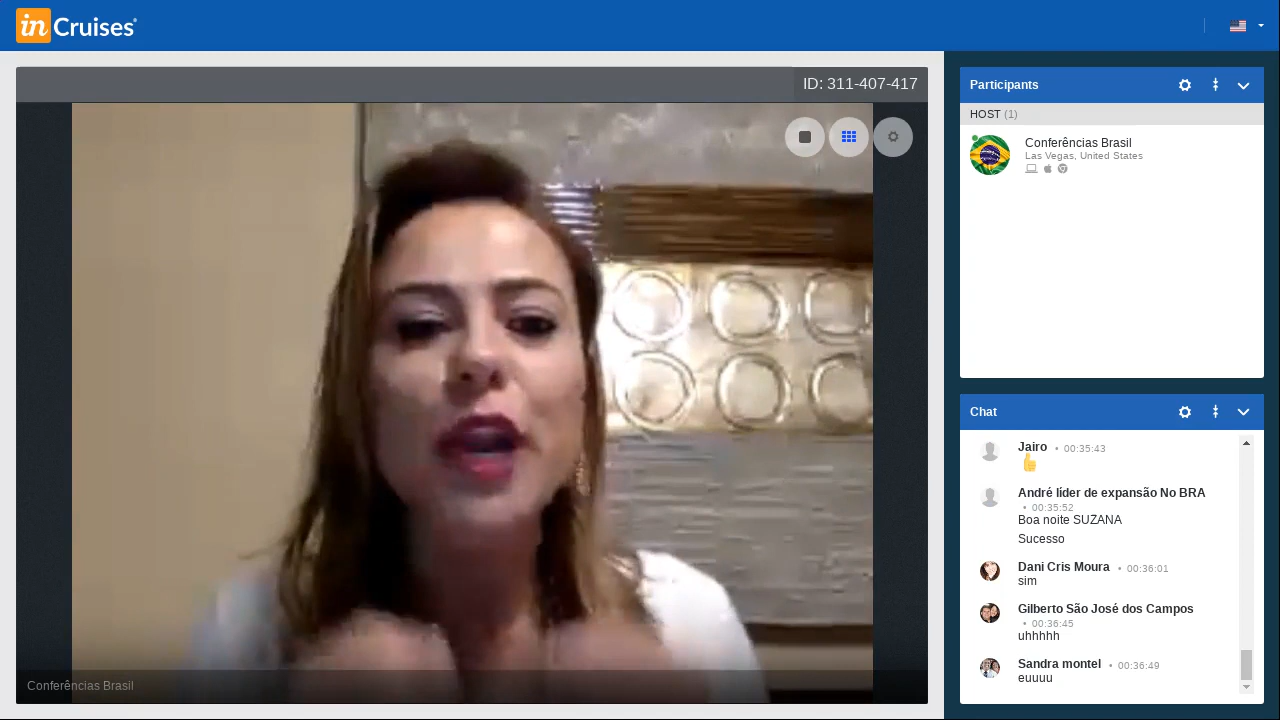 in Cruises
ID: 311-407-417
Conferências Brasil
Participants
HOST (1)
Conferências Brasil
Las Vegas, United States
Chat
Jairo • 00:35:43
André líder de expansão No BRA
• 00:35:52
Boa noite SUZANA
Sucesso
Dani Cris Moura • 00:36:01
sim
Gilberto São José dos Campos
• 00:36:45
uhhhhh
Sandra montel • 00:36:49
euuuu